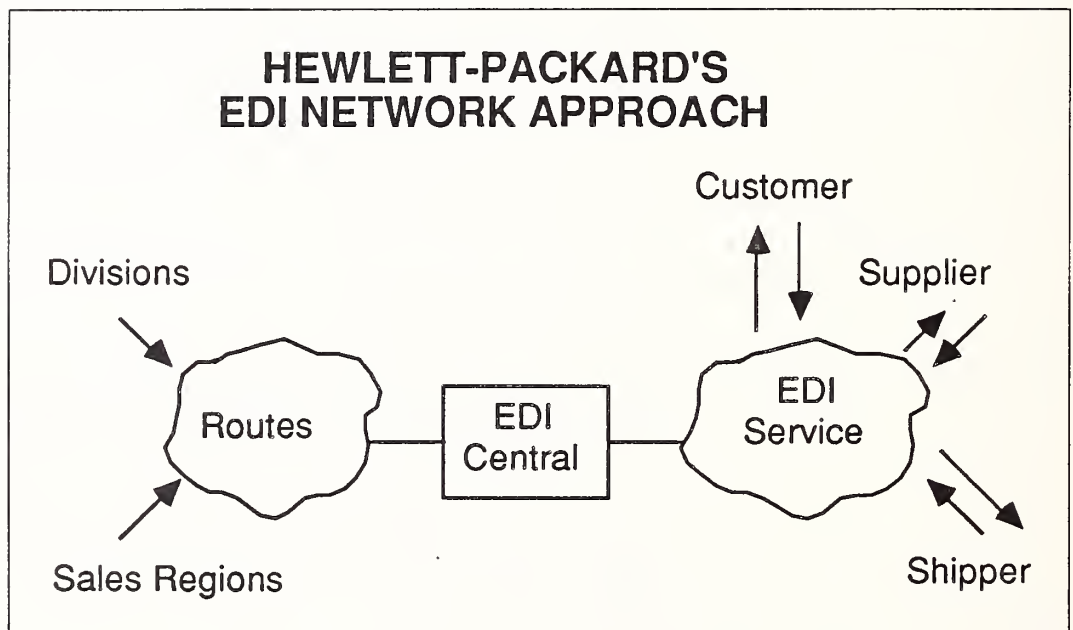 HEWLETT-PACKARD'S
EDI NETWORK APPROACH
Customer
Divisions
Supplier
Routes
EDI
Central
EDI
Service
Sales Regions
Shipper